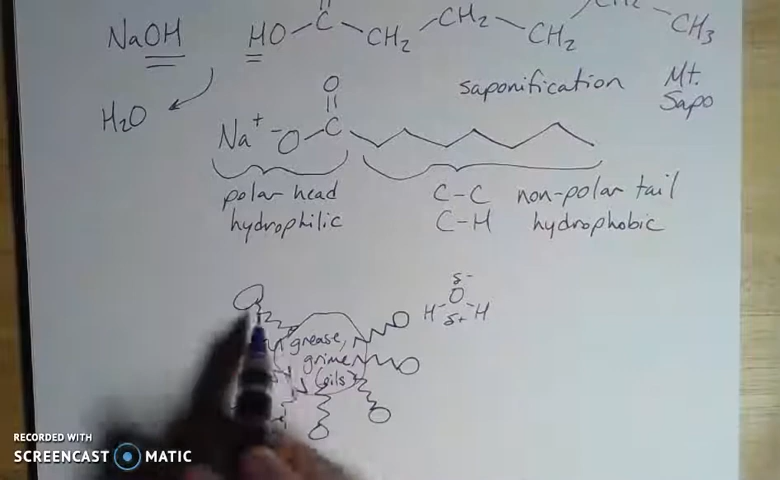 NaOH HO-C-CH2-CH2-CH2-CH2-CH3
saponification Mt.
Sapo
H2O
O
Na+ -O-C
polar head C-C non-polar tail
hydrophilic C-H hydrophobic
δ-
H-O-H
δ+
grease,
grime
(oils)
RECORDED WITH
SCREENCAST MATIC